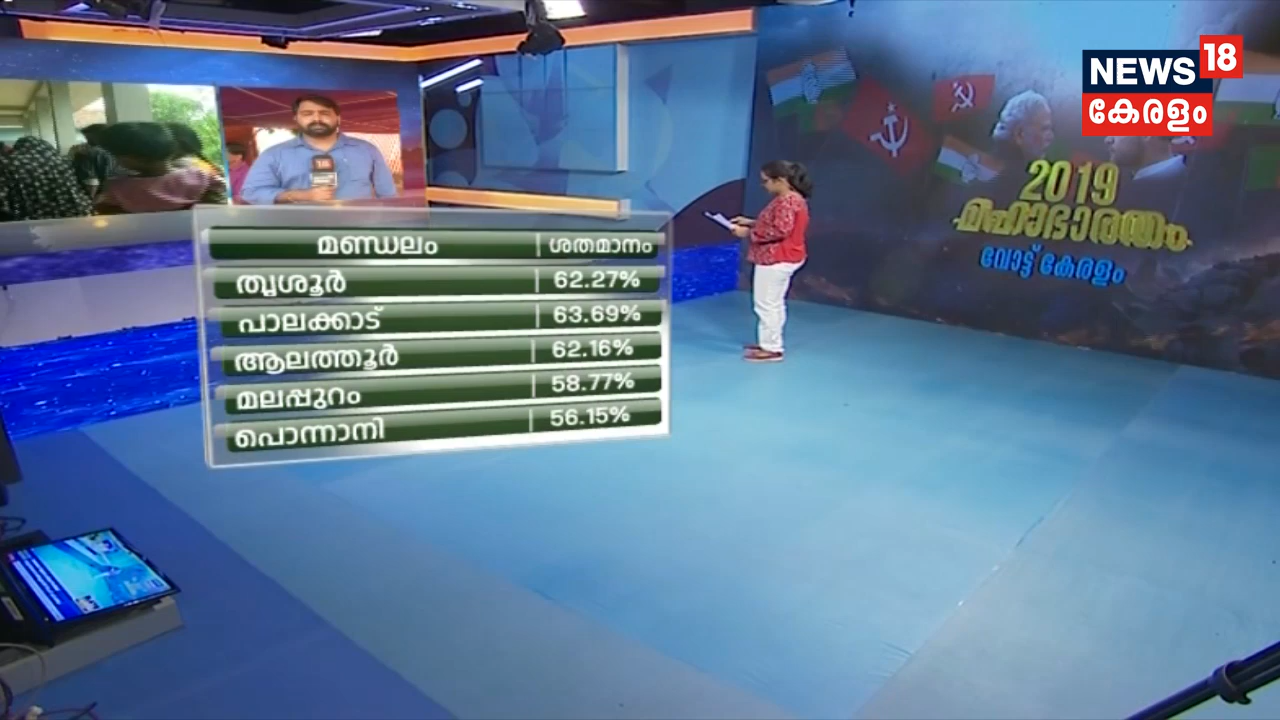 NEWS 18
കേരളം
2019
മഹാഭാരതം
വോട്ട് കേരളം
18
മണ്ഡലം ശതമാനം
തൃശൂർ 62.27%
പാലക്കാട് 63.69%
ആലത്തൂർ 62.16%
മലപ്പുറം 58.77%
പൊന്നാനി 56.15%